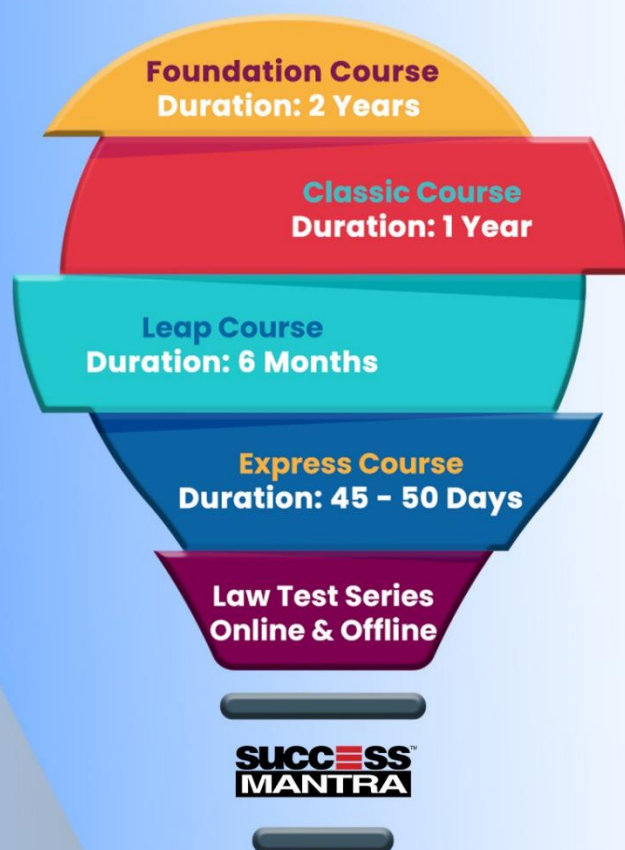 Foundation Course
Duration: 2 Years
Classic Course
Duration: 1 Year
Leap Course
Duration: 6 Months
Express Course
Duration: 45 - 50 Days
Law Test Series
Online & Offline
SUCCESS™
MANTRA